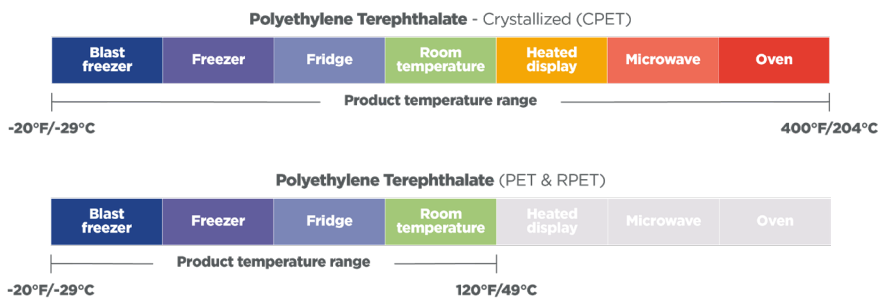 Polyethylene Terephthalate - Crystallized (CPET)
Blast freezer
Freezer
Fridge
Room temperature
Heated display
Microwave
Oven
Product temperature range
-20°F/-29°C
400°F/204°C
Polyethylene Terephthalate (PET & RPET)
Blast freezer
Freezer
Fridge
Room temperature
Heated display
Microwave
Oven
Product temperature range
-20°F/-29°C
120°F/49°C